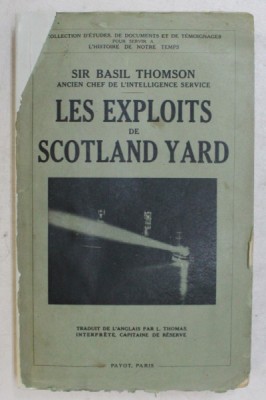 COLLECTION D'ÉTUDES, DE DOCUMENTS ET DE TÉMOIGNAGES
POUR SERVIR A
L'HISTOIRE DE NOTRE TEMPS
SIR BASIL THOMSON
ANCIEN CHEF DE L'INTELLIGENCE SERVICE
LES EXPLOITS
DE
SCOTLAND YARD
TRADUIT DE L'ANGLAIS PAR L. THOMAS,
INTERPRÈTE, CAPITAINE DE RÉSERVE
PAYOT, PARIS